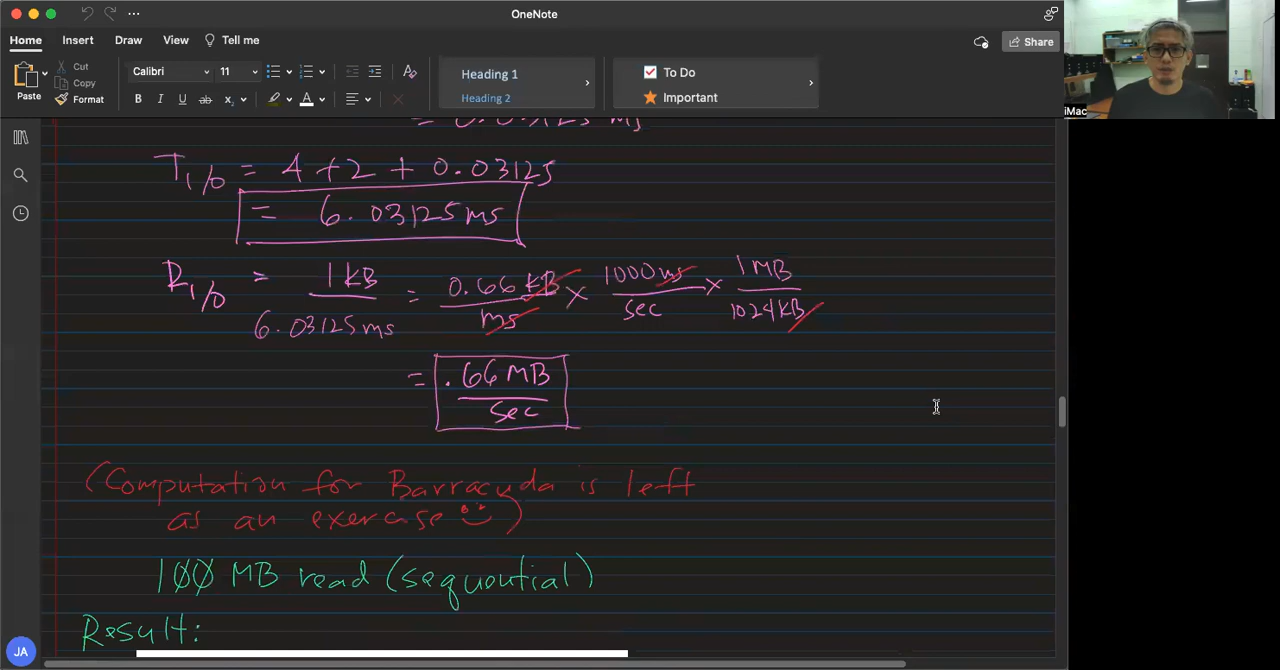 OneNote
Home Insert Draw View Tell me
Share
Paste
Cut
Copy
Format
Calibri 11
B I U ab x
A
Heading 1
Heading 2
To Do
Important
iMac
T I/O = 4 + 2 + 0.03125
= 6.03125 ms
R I/O = 1 KB / 6.03125 ms = 0.66 KB / ms × 1000 ms / sec × 1 MB / 1024 KB
= .66 MB / sec
(Computation for Barracuda is left
as an exercise)
100 MB read (sequential)
Result:
JA